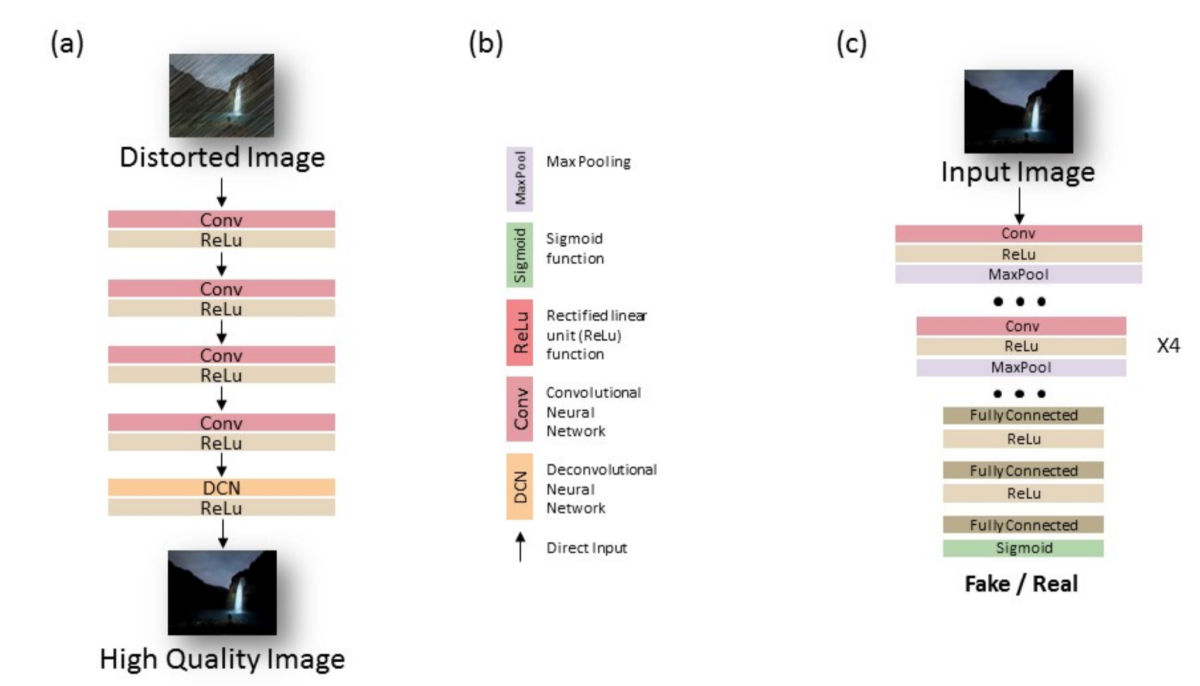 (a)
Distorted Image
Conv
ReLu
Conv
ReLu
Conv
ReLu
Conv
ReLu
DCN
ReLu
High Quality Image
(b)
MaxPool
Max Pooling
Sigmoid
Sigmoid
function
ReLu
Rectified linear
unit (ReLu)
function
Conv
Convolutional
Neural
Network
DCN
Deconvolutional
Neural
Network
Direct Input
(c)
Input Image
Conv
ReLu
MaxPool
Conv
ReLu
MaxPool
X4
Fully Connected
ReLu
Fully Connected
ReLu
Fully Connected
Sigmoid
Fake / Real